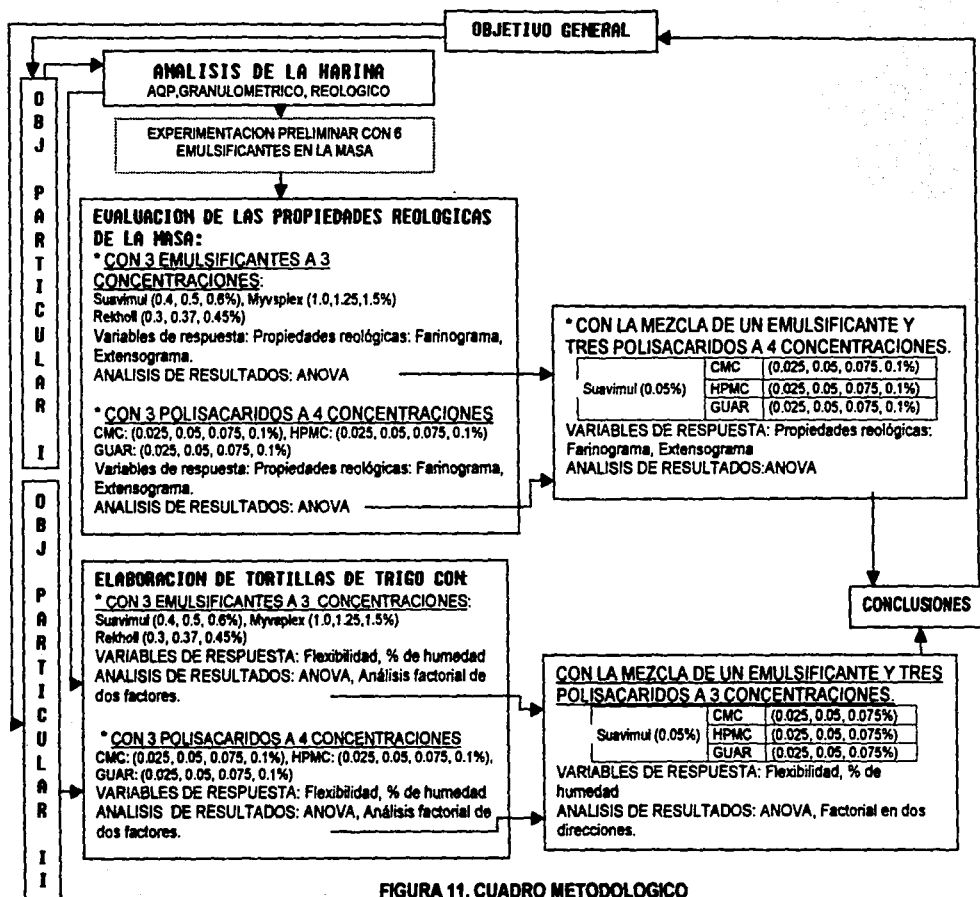 OBJETIVO GENERAL
ANALISIS DE LA HARINA
AQP,GRANULOMETRICO, REOLOGICO
EXPERIMENTACION PRELIMINAR CON 6
EMULSIFICANTES EN LA MASA
OBJ PARTICULAR I
EVALUACION DE LAS PROPIEDADES REOLOGICAS
DE LA MASA:
* CON 3 EMULSIFICANTES A 3
CONCENTRACIONES:
Suavimul (0.4, 0.5, 0.6%), Myvaplex (1.0,1.25,1.5%)
Rekholl (0.3, 0.37, 0.45%)
Variables de respuesta: Propiedades reológicas: Farinograma,
Extensograma.
ANALISIS DE RESULTADOS: ANOVA
* CON 3 POLISACARIDOS A 4 CONCENTRACIONES
CMC: (0.025, 0.05, 0.075, 0.1%), HPMC: (0.025, 0.05, 0.075, 0.1%)
GUAR: (0.025, 0.05, 0.075, 0.1%)
Variables de respuesta: Propiedades reológicas: Farinograma,
Extensograma.
ANALISIS DE RESULTADOS: ANOVA
* CON LA MEZCLA DE UN EMULSIFICANTE Y
TRES POLISACARIDOS A 4 CONCENTRACIONES.
Suavimul (0.05%)
CMC (0.025, 0.05, 0.075, 0.1%)
HPMC (0.025, 0.05, 0.075, 0.1%)
GUAR (0.025, 0.05, 0.075, 0.1%)
VARIABLES DE RESPUESTA: Propiedades reológicas:
Farinograma, Extensograma
ANALISIS DE RESULTADOS:ANOVA
OBJ PARTICULAR II
ELABORACION DE TORTILLAS DE TRIGO CON:
* CON 3 EMULSIFICANTES A 3 CONCENTRACIONES:
Suavimul (0.4, 0.5, 0.6%), Myvaplex (1.0,1.25,1.5%)
Rekholl (0.3, 0.37, 0.45%)
VARIABLES DE RESPUESTA: Flexibilidad, % de humedad
ANALISIS DE RESULTADOS: ANOVA, Análisis factorial de
dos factores.
* CON 3 POLISACARIDOS A 4 CONCENTRACIONES
CMC: (0.025, 0.05, 0.075, 0.1%), HPMC: (0.025, 0.05, 0.075, 0.1%),
GUAR: (0.025, 0.05, 0.075, 0.1%)
VARIABLES DE RESPUESTA: Flexibilidad, % de humedad
ANALISIS DE RESULTADOS: ANOVA, Análisis factorial de
dos factores.
CONCLUSIONES
CON LA MEZCLA DE UN EMULSIFICANTE Y TRES
POLISACARIDOS A 3 CONCENTRACIONES.
Suavimul (0.05%)
CMC (0.025, 0.05, 0.075%)
HPMC (0.025, 0.05, 0.075%)
GUAR (0.025, 0.05, 0.075%)
VARIABLES DE RESPUESTA: Flexibilidad, % de
humedad
ANALISIS DE RESULTADOS: ANOVA, Factorial en dos
direcciones.
FIGURA 11. CUADRO METODOLOGICO